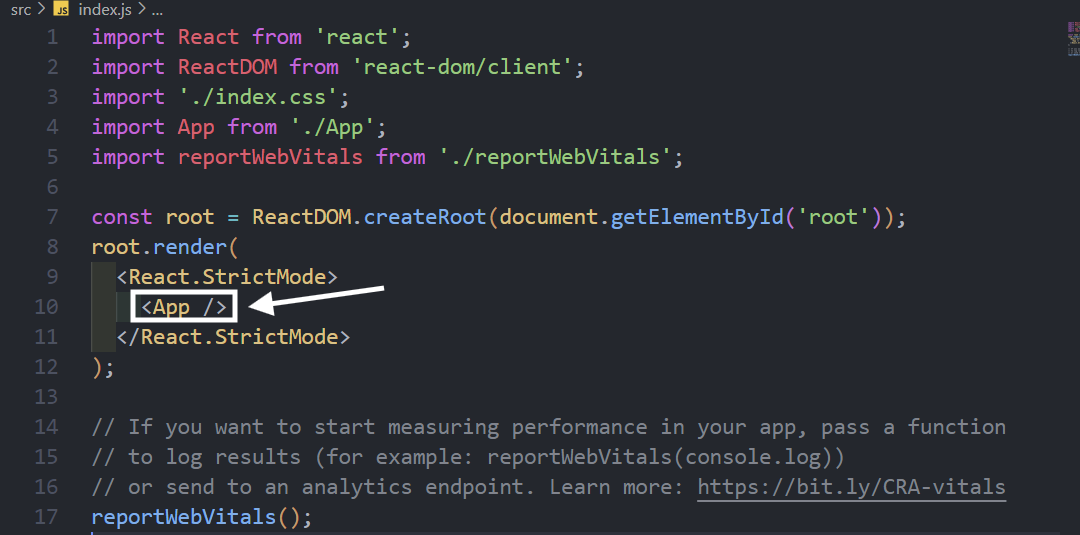 src > JS index.js > ...
1 import React from 'react';
2 import ReactDOM from 'react-dom/client';
3 import './index.css';
4 import App from './App';
5 import reportWebVitals from './reportWebVitals';
6
7 const root = ReactDOM.createRoot(document.getElementById('root'));
8 root.render(
9   <React.StrictMode>
10     <App />
11   </React.StrictMode>
12 );
13
14 // If you want to start measuring performance in your app, pass a function
15 // to log results (for example: reportWebVitals(console.log))
16 // or send to an analytics endpoint. Learn more: https://bit.ly/CRA-vitals
17 reportWebVitals();